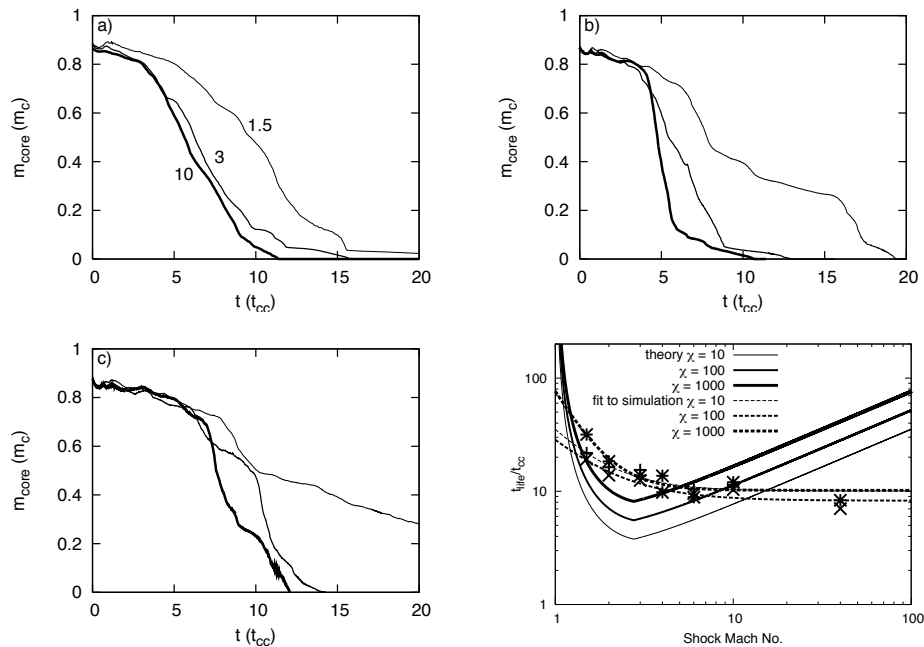 a)
1
0.8
0.6
0.4
0.2
0
m_core (m_c)
1.5
3
10
0 5 10 15 20
t (t_cc)
b)
1
0.8
0.6
0.4
0.2
0
m_core (m_c)
0 5 10 15 20
t (t_cc)
c)
1
0.8
0.6
0.4
0.2
0
m_core (m_c)
0 5 10 15 20
t (t_cc)
theory χ = 10
χ = 100
χ = 1000
fit to simulation χ = 10
χ = 100
χ = 1000
100
10
1
t_life/t_cc
1 10 100
Shock Mach No.